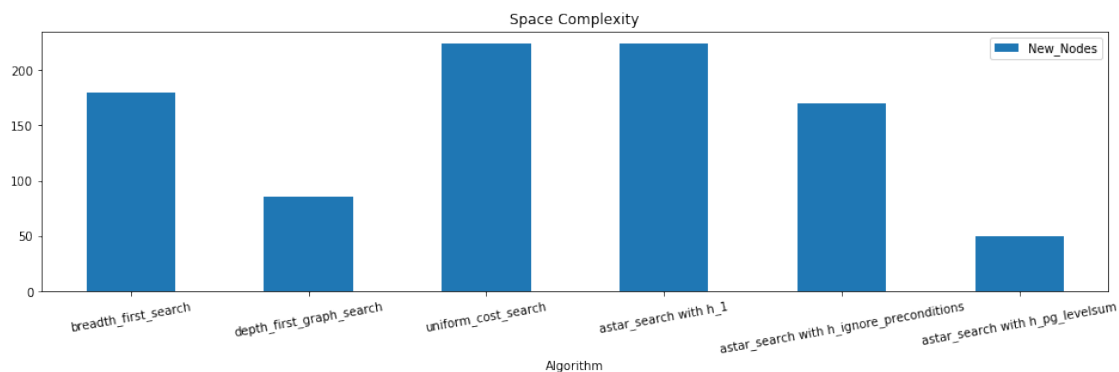 Space Complexity
New_Nodes
200
150
100
50
0
breadth_first_search
depth_first_graph_search
uniform_cost_search
astar_search with h_1
astar_search with h_ignore_preconditions
astar_search with h_pg_levelsum
Algorithm